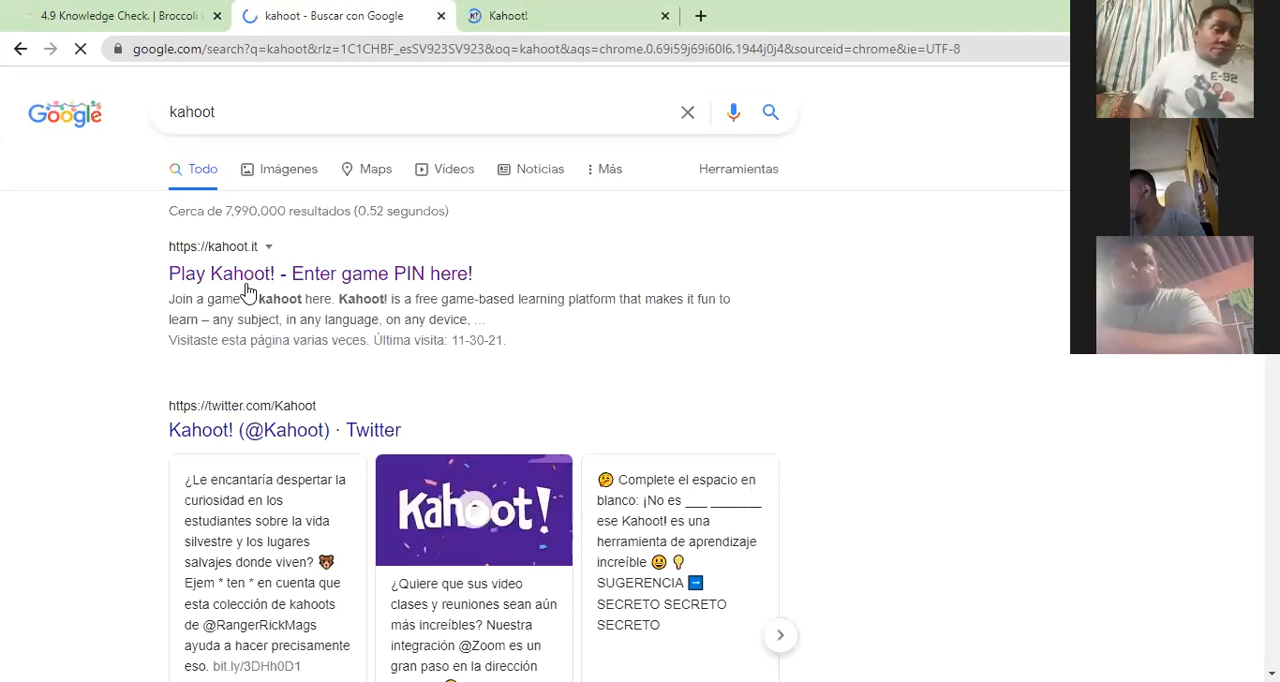 4.9 Knowledge Check. | Broccoli
kahoot - Buscar con Google
Kahoot!
google.com/search?q=kahoot&rlz=1C1CHBF_esSV923SV923&oq=kahoot&aqs=chrome.0.69i59j69i60l6.1944j0j4&sourceid=chrome&ie=UTF-8
Google
kahoot
Todo Imágenes Maps Videos Noticias Más Herramientas
Cerca de 7,990,000 resultados (0.52 segundos)
https://kahoot.it
Play Kahoot! - Enter game PIN here!
Join a game kahoot here. Kahoot! is a free game-based learning platform that makes it fun to
learn – any subject, in any language, on any device, ...
Visitaste esta página varias veces. Última visita: 11-30-21.
https://twitter.com/Kahoot
Kahoot! (@Kahoot) · Twitter
¿Le encantaría despertar la
curiosidad en los
estudiantes sobre la vida
silvestre y los lugares
salvajes donde viven? 🐻
Ejem * ten * en cuenta que
esta colección de kahoots
de @RangerRickMags
ayuda a hacer precisamente
eso. bit.ly/3DHh0D1
Kahoot!
¿Quiere que sus video
clases y reuniones sean aún
más increíbles? Nuestra
integración @Zoom es un
gran paso en la dirección
🤔 Complete el espacio en
blanco: ¡No es ___ _______
ese Kahoot! es una
herramienta de aprendizaje
increíble 😀 💡
SUGERENCIA ➡️
SECRETO SECRETO
SECRETO
E-92